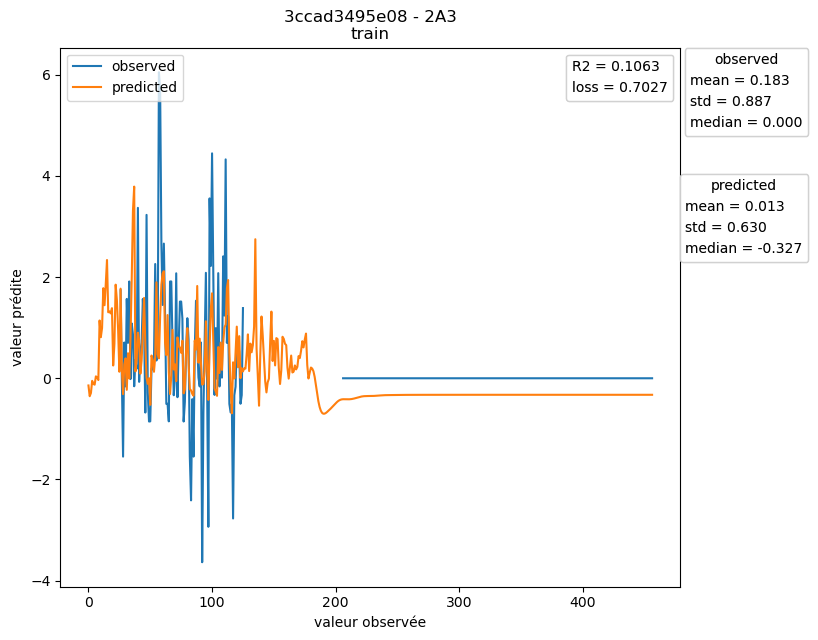 3ccad3495e08 - 2A3
train
observed
predicted
R2 = 0.1063
loss = 0.7027
observed
mean = 0.183
std = 0.887
median = 0.000
predicted
mean = 0.013
std = 0.630
median = -0.327
valeur prédite
6
4
2
0
−2
−4
0 100 200 300 400
valeur observée